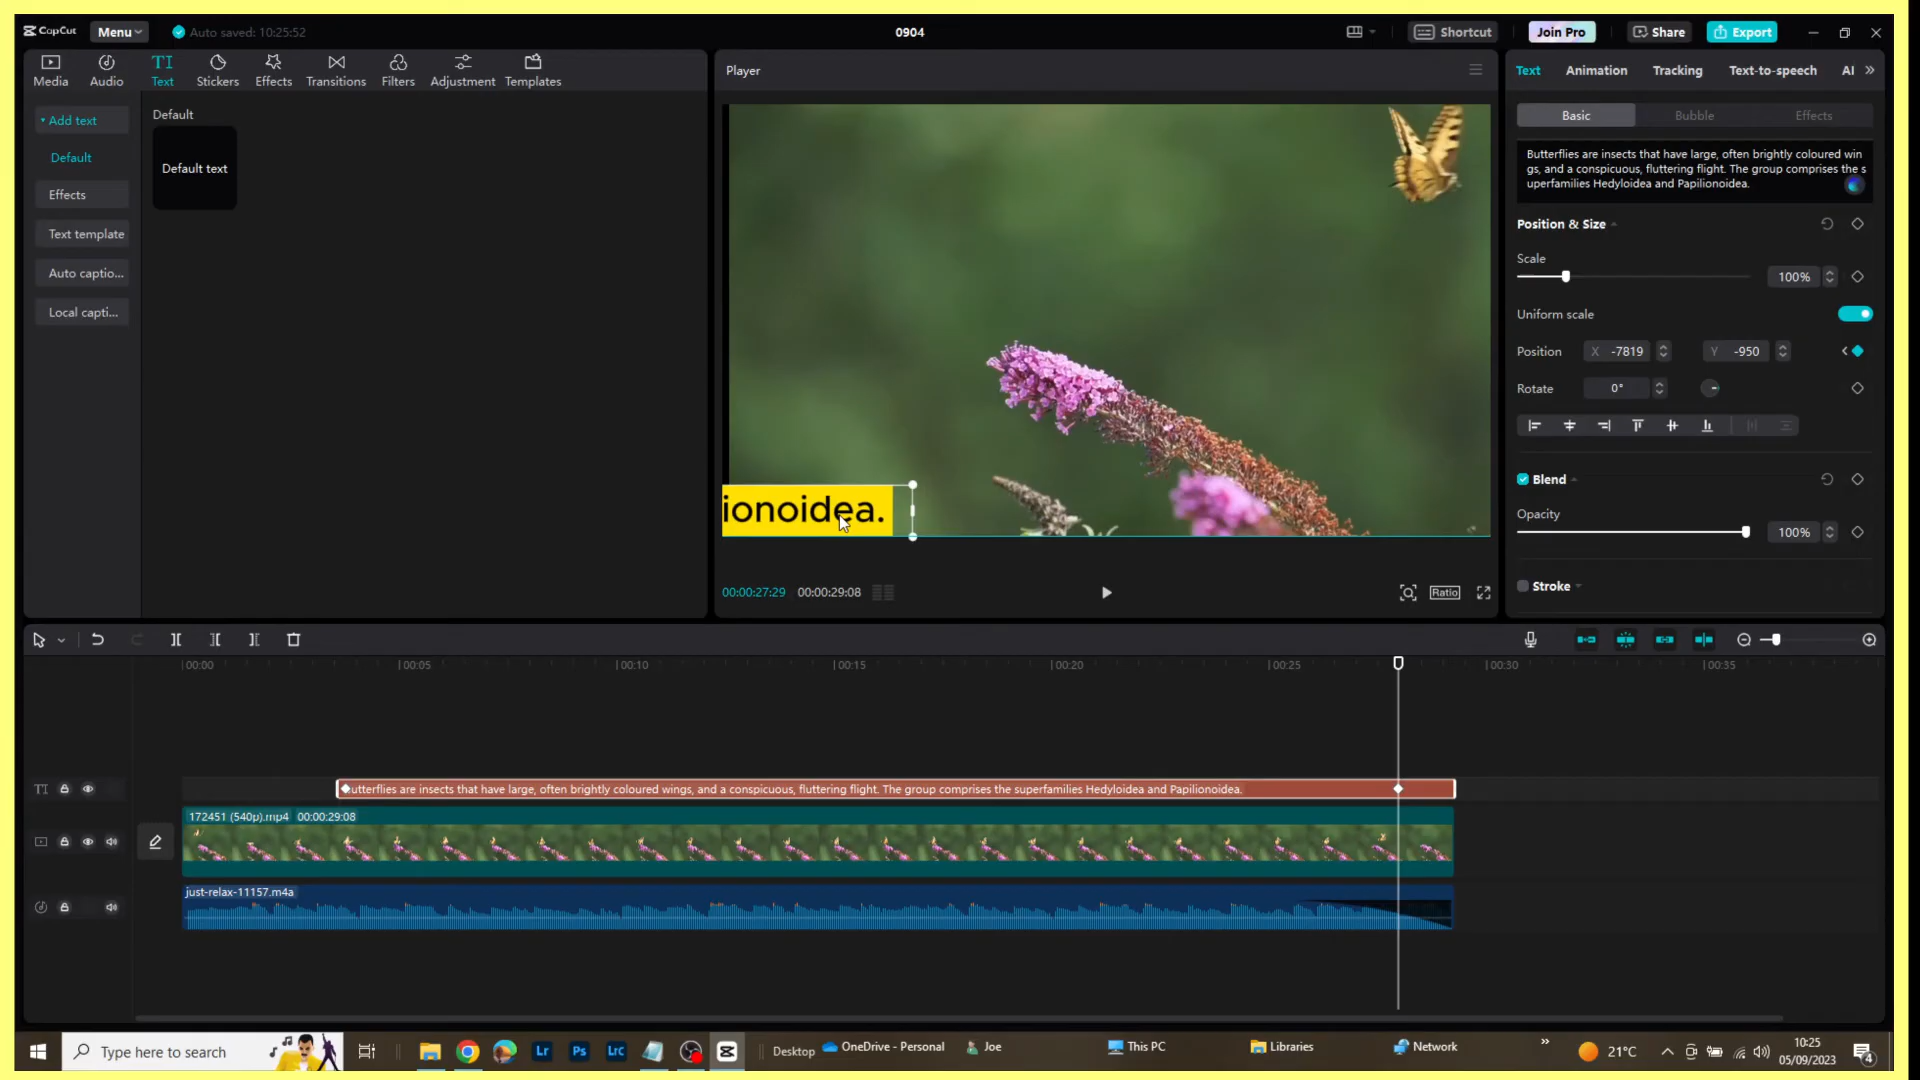 CapCut
Menu
Auto saved: 10:25:52
0904
Shortcut
Join Pro
Share
Export
Media
Audio
TI
Text
Stickers
Effects
Transitions
Filters
Adjustment
Templates
Player
Text
Animation
Tracking
Text-to-speech
AI
Add text
Default
Effects
Text template
Auto captio...
Local capti...
Default
Default text
Basic
Bubble
Effects
Butterflies are insects that have large, often brightly coloured win
gs, and a conspicuous, fluttering flight. The group comprises the s
uperfamilies Hedyloidea and Papilionoidea.
Position & Size
Scale
100%
Uniform scale
Position
X -7819
Y -950
Rotate
0°
Blend
Opacity
100%
Stroke
ionoidea.
00:00:27:29
00:00:29:08
Ratio
00:00
00:05
00:10
00:15
00:20
00:25
00:30
00:35
TI
utterflies are insects that have large, often brightly coloured wings, and a conspicuous, fluttering flight. The group comprises the superfamilies Hedyloidea and Papilionoidea.
172451 (540p).mp4
00:00:29:08
just-relax-11157.m4a
Type here to search
Lr
Ps
LrC
Desktop
OneDrive - Personal
Joe
This PC
Libraries
Network
21°C
10:25
05/09/2023
4